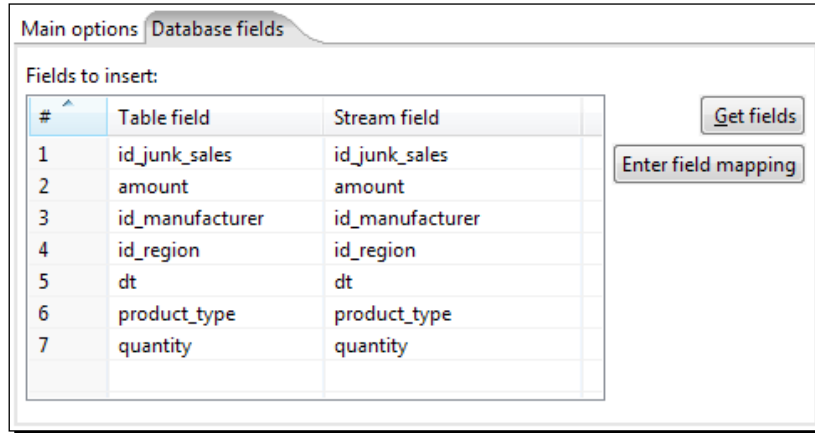 Main options Database fields
Fields to insert:
# Table field Stream field
Get fields
1 id_junk_sales id_junk_sales
Enter field mapping
2 amount amount
3 id_manufacturer id_manufacturer
4 id_region id_region
5 dt dt
6 product_type product_type
7 quantity quantity